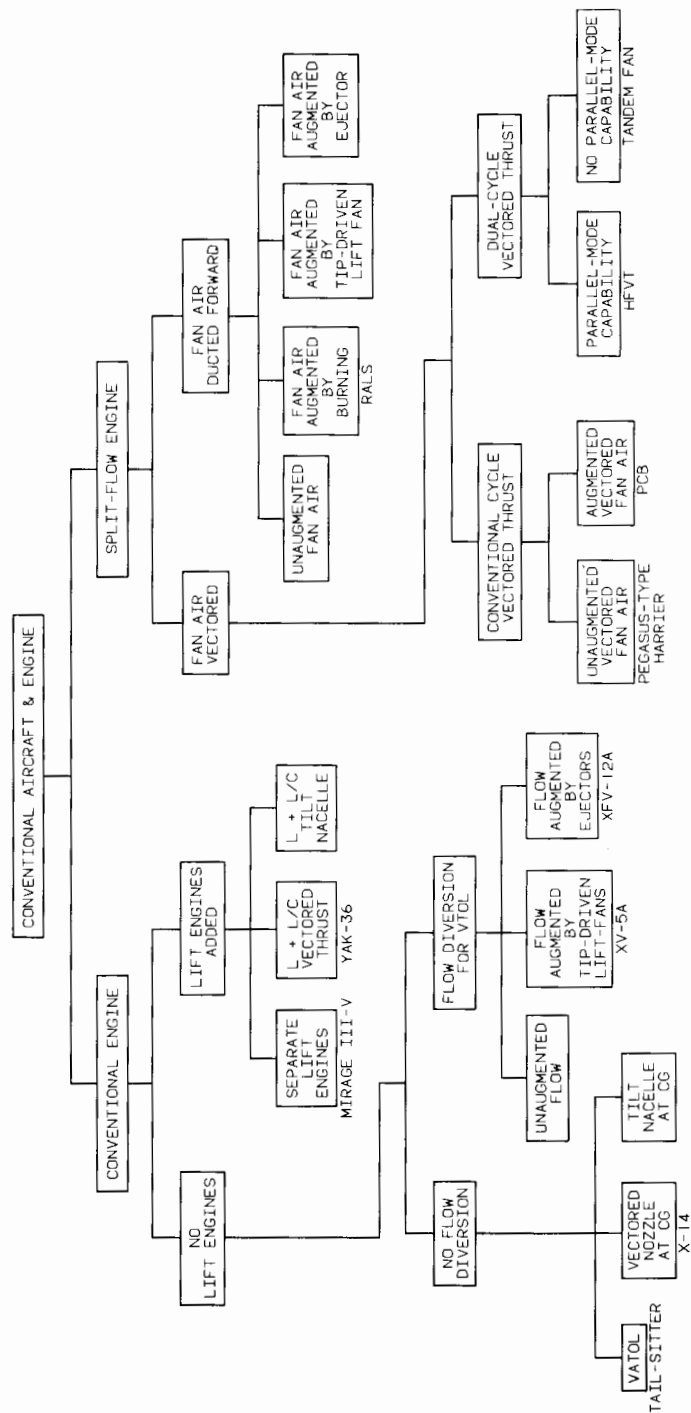 CONVENTIONAL AIRCRAFT & ENGINE
CONVENTIONAL ENGINE
SPLIT-FLOW ENGINE
NO
LIFT ENGINES
LIFT ENGINES
ADDED
FAN AIR
VECTORED
FAN AIR
DUCTED FORWARD
SEPARATE
LIFT
ENGINES
MIRAGE III-V
L + L/C
VECTORED
THRUST
YAK-36
L + L/C
TILT
NACELLE
UNAUGMENTED
FAN AIR
FAN AIR
AUGMENTED
BY
BURNING
RALS
FAN AIR
AUGMENTED
BY
TIP-DRIVEN
LIFT FAN
FAN AIR
AUGMENTED
BY
EJECTOR
NO FLOW
DIVERSION
FLOW DIVERSION
FOR VTOL
CONVENTIONAL CYCLE
VECTORED THRUST
DUAL-CYCLE
VECTORED THRUST
UNAUGMENTED
FLOW
FLOW
AUGMENTED
BY
TIP-DRIVEN
LIFT-FANS
XV-5A
FLOW
AUGMENTED
BY
EJECTORS
XFV-12A
UNAUGMENTED
VECTORED
FAN AIR
PEGASUS-TYPE
HARRIER
AUGMENTED
VECTORED
FAN AIR
PCB
PARALLEL-MODE
CAPABILITY
HFVT
NO PARALLEL-MODE
CAPABILITY
TANDEM FAN
VATOL
TAIL-SITTER
VECTORED
NOZZLE
AT CG
X-14
TILT
NACELLE
AT CG